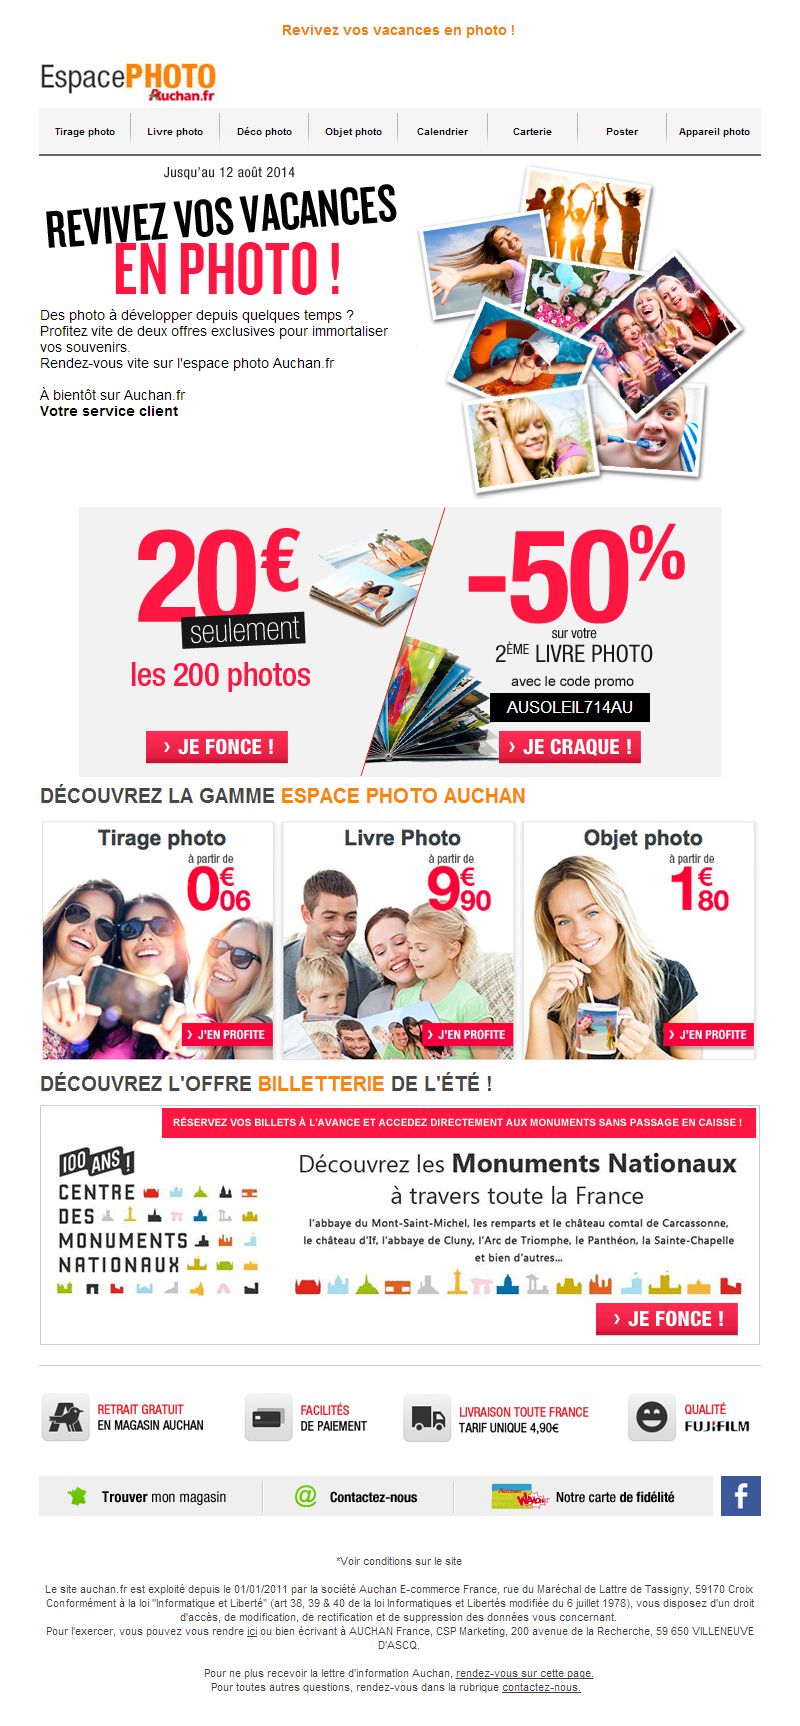 Revivez vos vacances en photo !
EspacePHOTO
Auchan.fr
Tirage photo
Livre photo
Déco photo
Objet photo
Calendrier
Carterie
Poster
Appareil photo
Jusqu'au 12 août 2014
REVIVEZ VOS VACANCES
EN PHOTO !
Des photo à développer depuis quelques temps ?
Profitez vite de deux offres exclusives pour immortaliser
vos souvenirs.
Rendez-vous vite sur l'espace photo Auchan.fr
À bientôt sur Auchan.fr
Votre service client
20€
seulement
les 200 photos
› JE FONCE !
-50%
sur votre
2ÈME LIVRE PHOTO
avec le code promo
AUSOLEIL714AU
› JE CRAQUE !
DÉCOUVREZ LA GAMME ESPACE PHOTO AUCHAN
Tirage photo
à partir de
0€06
› J'EN PROFITE
Livre Photo
à partir de
9€90
› J'EN PROFITE
Objet photo
à partir de
1€80
› J'EN PROFITE
DÉCOUVREZ L'OFFRE BILLETTERIE DE L'ÉTÉ !
RÉSERVEZ VOS BILLETS À L'AVANCE ET ACCEDEZ DIRECTEMENT AUX MONUMENTS SANS PASSAGE EN CAISSE !
100 ANS !
CENTRE
DES
MONUMENTS
NATIONAUX
Découvrez les Monuments Nationaux
à travers toute la France
l'abbaye du Mont-Saint-Michel, les remparts et le château comtal de Carcassonne,
le château d'If, l'abbaye de Cluny, l'Arc de Triomphe, le Panthéon, la Sainte-Chapelle
et bien d'autres...
› JE FONCE !
RETRAIT GRATUIT
EN MAGASIN AUCHAN
FACILITÉS
DE PAIEMENT
LIVRAISON TOUTE FRANCE
TARIF UNIQUE 4,90€
QUALITÉ
FUJIFILM
Trouver mon magasin
@ Contactez-nous
Auchan WAAOH Notre carte de fidélité
f
*Voir conditions sur le site
Le site auchan.fr est exploité depuis le 01/01/2011 par la société Auchan E-commerce France, rue du Maréchal de Lattre de Tassigny, 59170 Croix
Conformément à la loi "Informatique et Liberté" (art 38, 39 & 40 de la loi Informatiques et Libertés modifiée du 6 juillet 1978), vous disposez d'un droit
d'accès, de modification, de rectification et de suppression des données vous concernant.
Pour l'exercer, vous pouvez vous rendre ici ou bien écrivant à AUCHAN France, CSP Marketing, 200 avenue de la Recherche, 59 650 VILLENEUVE
D'ASCQ.
Pour ne plus recevoir la lettre d'information Auchan, rendez-vous sur cette page.
Pour toutes autres questions, rendez-vous dans la rubrique contactez-nous.